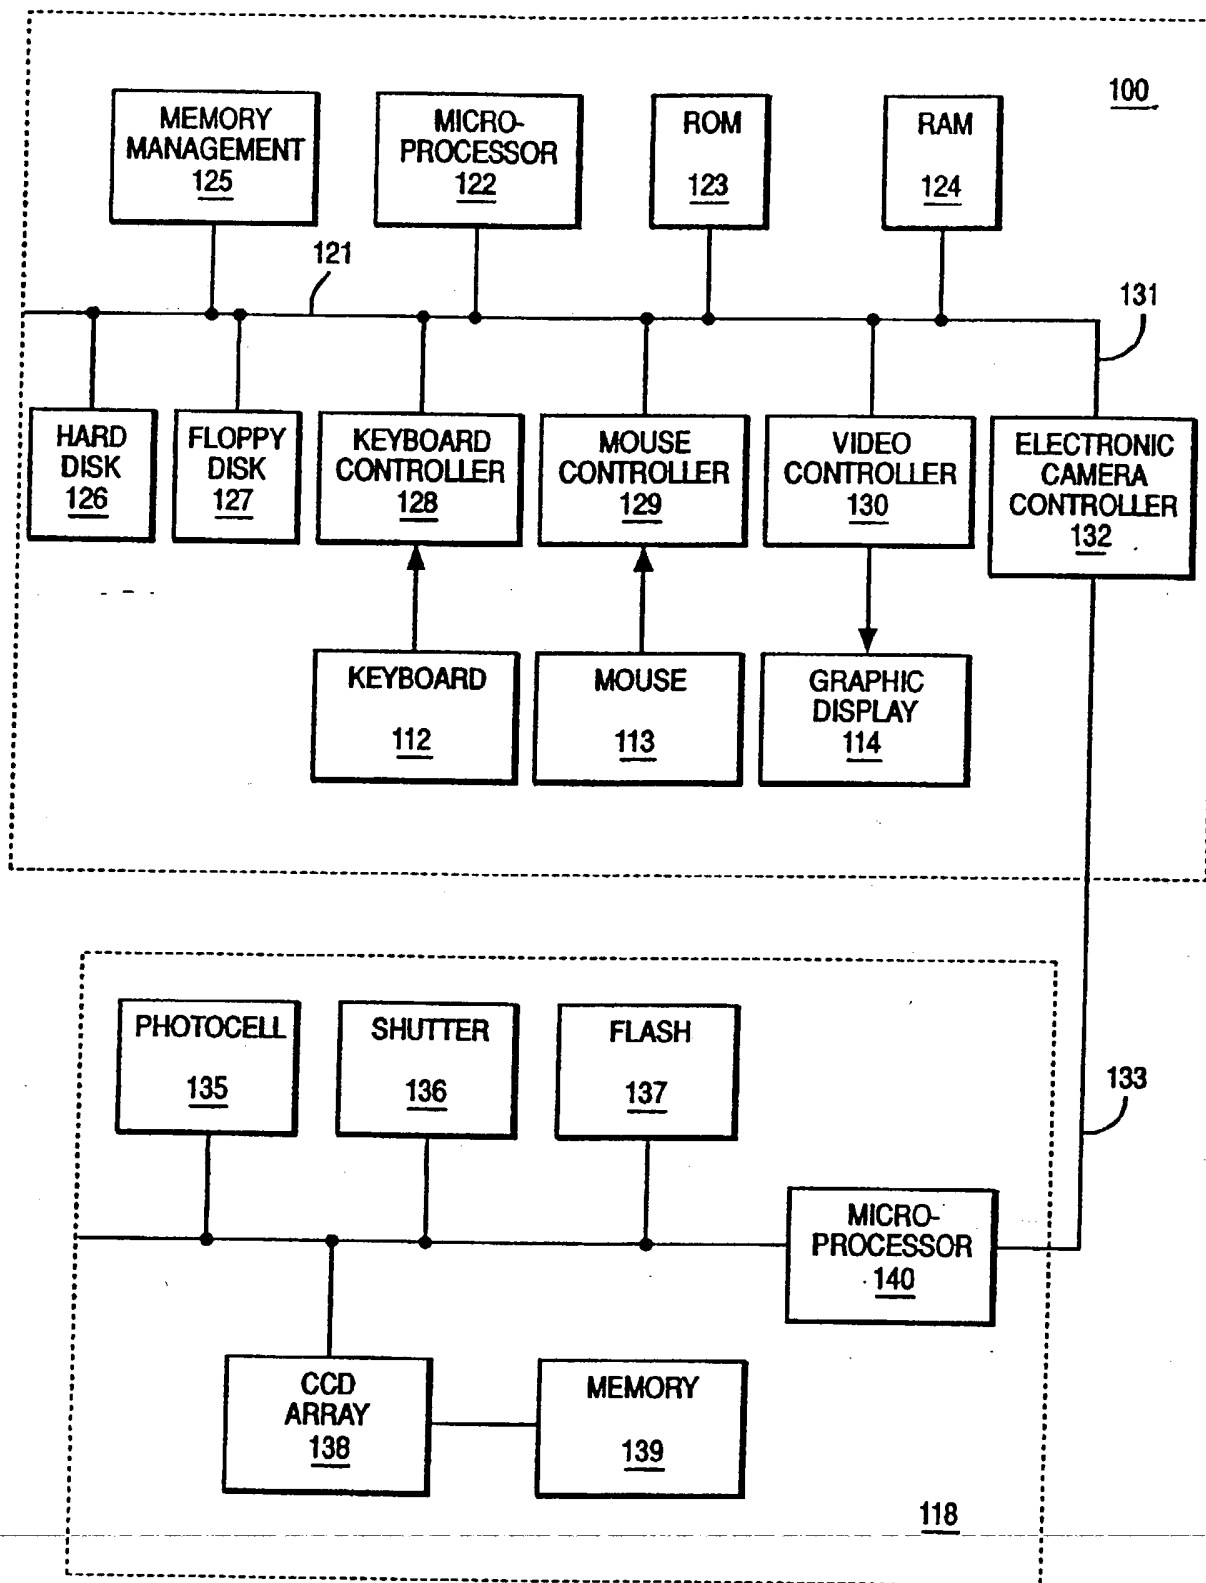 100
MEMORY
MANAGEMENT
125
MICRO-
PROCESSOR
122
ROM
123
RAM
124
121
131
HARD
DISK
126
FLOPPY
DISK
127
KEYBOARD
CONTROLLER
128
MOUSE
CONTROLLER
129
VIDEO
CONTROLLER
130
ELECTRONIC
CAMERA
CONTROLLER
132
KEYBOARD
112
MOUSE
113
GRAPHIC
DISPLAY
114
PHOTOCELL
135
SHUTTER
136
FLASH
137
133
MICRO-
PROCESSOR
140
CCD
ARRAY
138
MEMORY
139
118